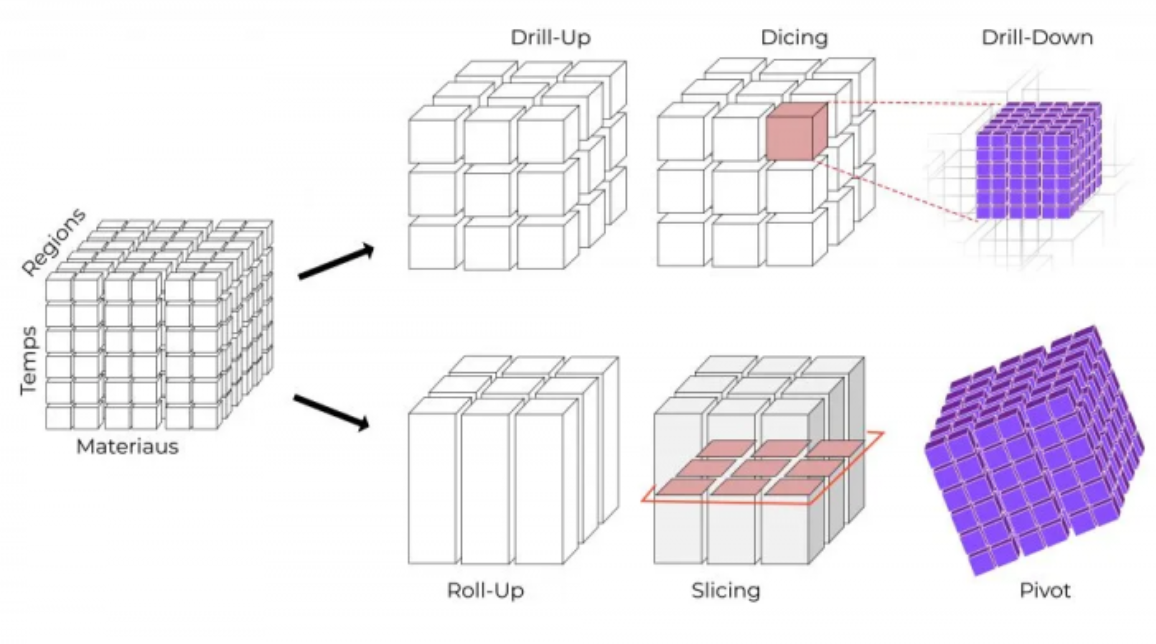 Drill-Up
Dicing
Drill-Down
Regions
Temps
Materiaus
Roll-Up
Slicing
Pivot